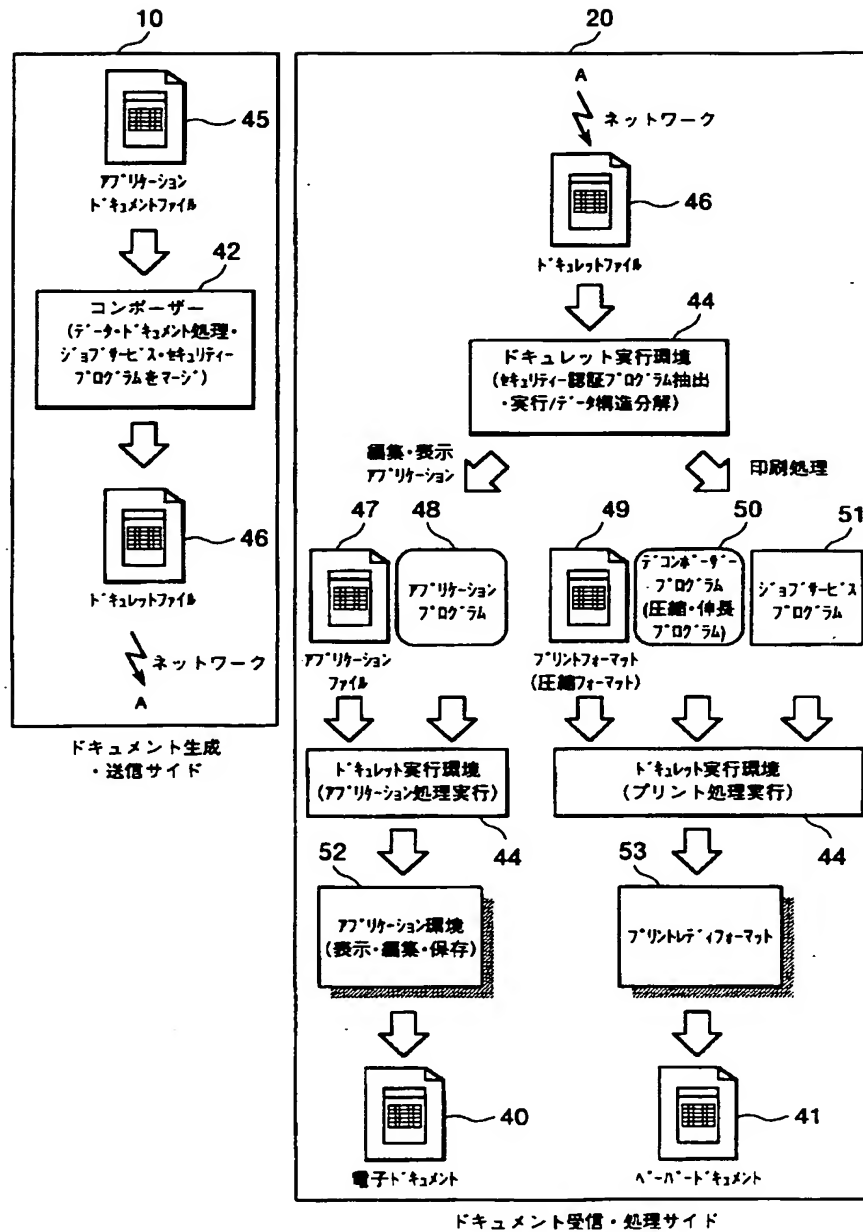 10
45
アプリケーション
ドキュメントファイル
42
コンポーザー
(データ・ドキュメント処理・
ジョブサービス・セキュリティー
プログラムをマージ)
46
ドキュレットファイル
ネットワーク
A
ドキュメント生成
・送信サイド
20
A
ネットワーク
46
ドキュレットファイル
44
ドキュレット実行環境
(セキュリティー認証プログラム抽出
・実行/データ構造分解)
編集・表示
アプリケーション
印刷処理
47
アプリケーション
ファイル
48
アプリケーション
プログラム
49
プリントフォーマット
(圧縮フォーマット)
50
デコンポーザー
プログラム
(圧縮・伸長
プログラム)
51
ジョブサービス
プログラム
ドキュレット実行環境
(アプリケーション処理実行)
44
ドキュレット実行環境
(プリント処理実行)
44
52
アプリケーション環境
(表示・編集・保存)
53
プリントレディフォーマット
40
電子ドキュメント
41
ペーパードキュメント
ドキュメント受信・処理サイド